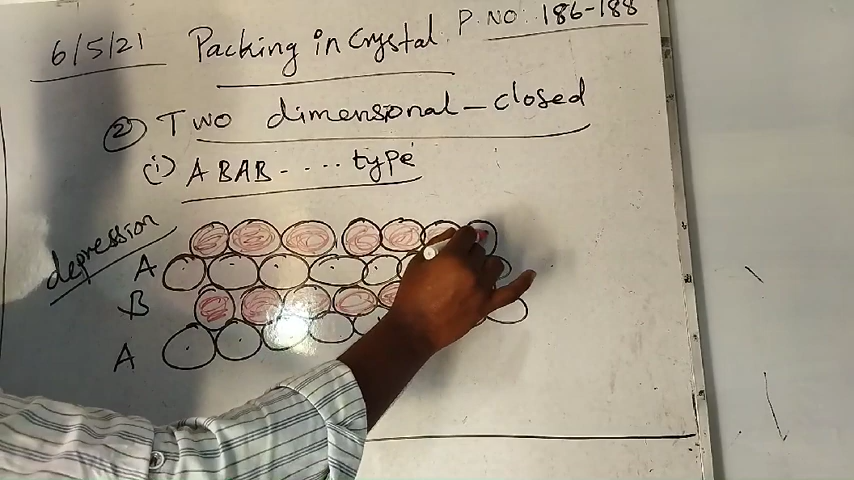 6/5/21 Packing in Crystal. P.NO: 186-188
② Two dimensional - closed
(i) ABAB - - - - type
depression
A
B
A